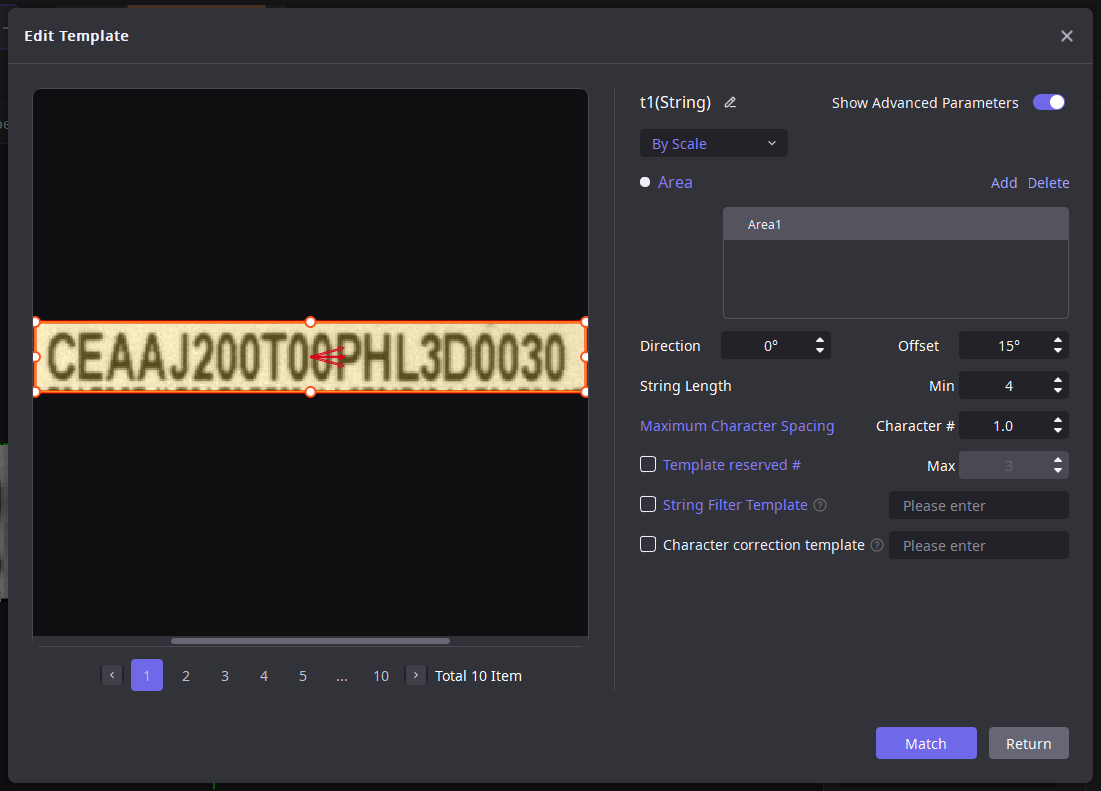 Edit Template
t1(String)
Show Advanced Parameters
By Scale
Area
Add Delete
Area1
CEAAJ200T00PHL3D0030
Direction 0° Offset 15°
String Length Min 4
Maximum Character Spacing Character # 1.0
Template reserved # Max 3
String Filter Template ? Please enter
Character correction template ? Please enter
< 1 2 3 4 5 ... 10 > Total 10 Item
Match Return